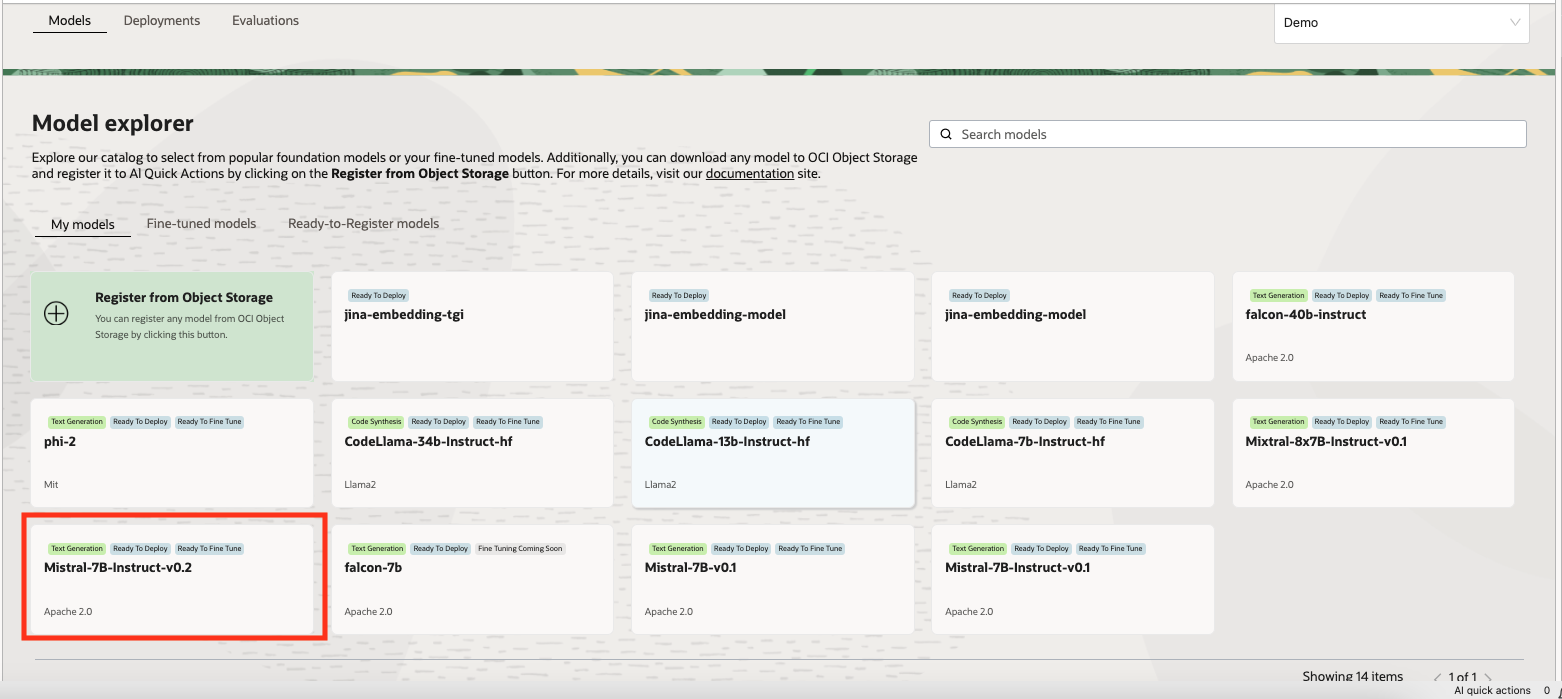 Models Deployments Evaluations
Demo
Model explorer
Search models
Explore our catalog to select from popular foundation models or your fine-tuned models. Additionally, you can download any model to OCI Object Storage
and register it to AI Quick Actions by clicking on the Register from Object Storage button. For more details, visit our documentation site.
My models Fine-tuned models Ready-to-Register models
Register from Object Storage
You can register any model from OCI Object
Storage by clicking this button.
Ready To Deploy
jina-embedding-tgi
Ready To Deploy
jina-embedding-model
Ready To Deploy
jina-embedding-model
Text Generation Ready To Deploy Ready To Fine Tune
falcon-40b-instruct
Apache 2.0
Text Generation Ready To Deploy Ready To Fine Tune
phi-2
Mit
Code Synthesis Ready To Deploy Ready To Fine Tune
CodeLlama-34b-Instruct-hf
Llama2
Code Synthesis Ready To Deploy Ready To Fine Tune
CodeLlama-13b-Instruct-hf
Llama2
Code Synthesis Ready To Deploy Ready To Fine Tune
CodeLlama-7b-Instruct-hf
Llama2
Text Generation Ready To Deploy Ready To Fine Tune
Mixtral-8x7B-Instruct-v0.1
Apache 2.0
Text Generation Ready To Deploy Ready To Fine Tune
Mistral-7B-Instruct-v0.2
Apache 2.0
Text Generation Ready To Deploy Fine Tuning Coming Soon
falcon-7b
Apache 2.0
Text Generation Ready To Deploy Ready To Fine Tune
Mistral-7B-v0.1
Apache 2.0
Text Generation Ready To Deploy Ready To Fine Tune
Mistral-7B-Instruct-v0.1
Apache 2.0
Showing 14 items 1 of 1
AI quick actions 0